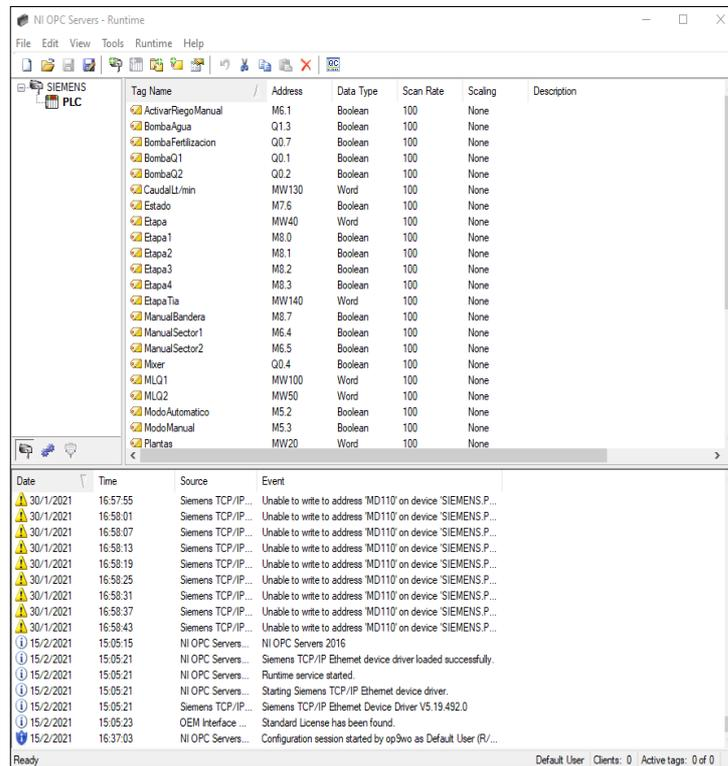 NI OPC Servers - Runtime
File Edit View Tools Runtime Help
SIEMENS
PLC
Tag Name / Address Data Type Scan Rate Scaling Description
ActivarRiegoManual M6.1 Boolean 100 None
BombaAgua Q1.3 Boolean 100 None
BombaFertilizacion Q0.7 Boolean 100 None
BombaQ1 Q0.1 Boolean 100 None
BombaQ2 Q0.2 Boolean 100 None
CaudalLt/min MW130 Word 100 None
Estado M7.6 Boolean 100 None
Etapa MW40 Word 100 None
Etapa1 M8.0 Boolean 100 None
Etapa2 M8.1 Boolean 100 None
Etapa3 M8.2 Boolean 100 None
Etapa4 M8.3 Boolean 100 None
EtapaTia MW140 Word 100 None
ManualBandera M8.7 Boolean 100 None
ManualSector1 M6.4 Boolean 100 None
ManualSector2 M6.5 Boolean 100 None
Mixer Q0.4 Boolean 100 None
MLQ1 MW100 Word 100 None
MLQ2 MW50 Word 100 None
ModoAutomatico M5.2 Boolean 100 None
ModoManual M5.3 Boolean 100 None
Plantas MW20 Word 100 None
Date Time Source Event
30/1/2021 16:57:55 Siemens TCP/IP... Unable to write to address 'MD110' on device 'SIEMENS.P...
30/1/2021 16:58:01 Siemens TCP/IP... Unable to write to address 'MD110' on device 'SIEMENS.P...
30/1/2021 16:58:07 Siemens TCP/IP... Unable to write to address 'MD110' on device 'SIEMENS.P...
30/1/2021 16:58:13 Siemens TCP/IP... Unable to write to address 'MD110' on device 'SIEMENS.P...
30/1/2021 16:58:19 Siemens TCP/IP... Unable to write to address 'MD110' on device 'SIEMENS.P...
30/1/2021 16:58:25 Siemens TCP/IP... Unable to write to address 'MD110' on device 'SIEMENS.P...
30/1/2021 16:58:31 Siemens TCP/IP... Unable to write to address 'MD110' on device 'SIEMENS.P...
30/1/2021 16:58:37 Siemens TCP/IP... Unable to write to address 'MD110' on device 'SIEMENS.P...
30/1/2021 16:58:43 Siemens TCP/IP... Unable to write to address 'MD110' on device 'SIEMENS.P...
15/2/2021 15:05:15 NI OPC Servers... NI OPC Servers 2016
15/2/2021 15:05:21 NI OPC Servers... Siemens TCP/IP Ethernet device driver loaded successfully.
15/2/2021 15:05:21 NI OPC Servers... Runtime service started.
15/2/2021 15:05:21 NI OPC Servers... Starting Siemens TCP/IP Ethernet device driver.
15/2/2021 15:05:21 Siemens TCP/IP... Siemens TCP/IP Ethernet Device Driver V5.19.492.0
15/2/2021 15:05:23 OEM Interface ... Standard License has been found.
15/2/2021 16:37:03 NI OPC Servers... Configuration session started by op9wo as Default User (R/...
Ready Default User Clients: 0 Active tags: 0 of 0